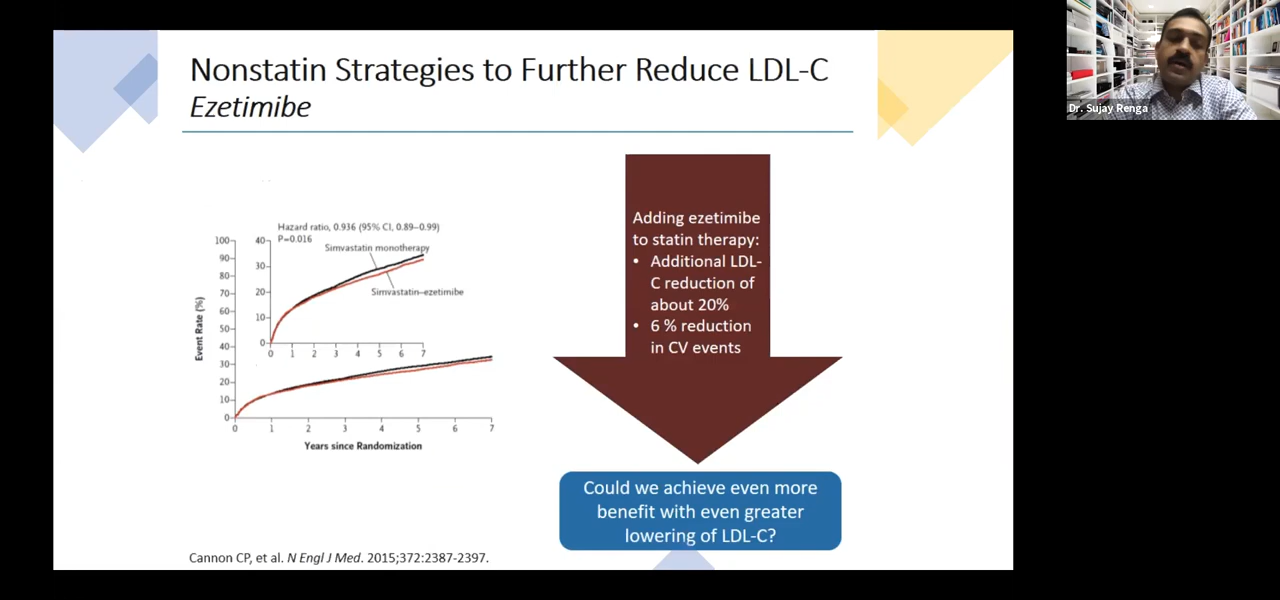 Nonstatin Strategies to Further Reduce LDL-C
Ezetimibe
Dr. Sujay Renga
Hazard ratio, 0.936 (95% CI, 0.89–0.99)
P=0.016
Simvastatin monotherapy
Simvastatin–ezetimibe
40
30
20
10
0
0 1 2 3 4 5 6 7
Event Rate (%)
100
90
80
70
60
50
40
30
20
10
0
0 1 2 3 4 5 6 7
Years since Randomization
Adding ezetimibe
to statin therapy:
• Additional LDL-
C reduction of
about 20%
• 6 % reduction
in CV events
Could we achieve even more
benefit with even greater
lowering of LDL-C?
Cannon CP, et al. N Engl J Med. 2015;372:2387-2397.